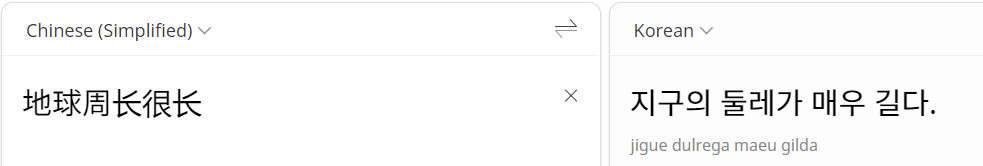 Chinese (Simplified)
地球周长很长
Korean
지구의 둘레가 매우 길다.
jigue dulrega maeu gilda